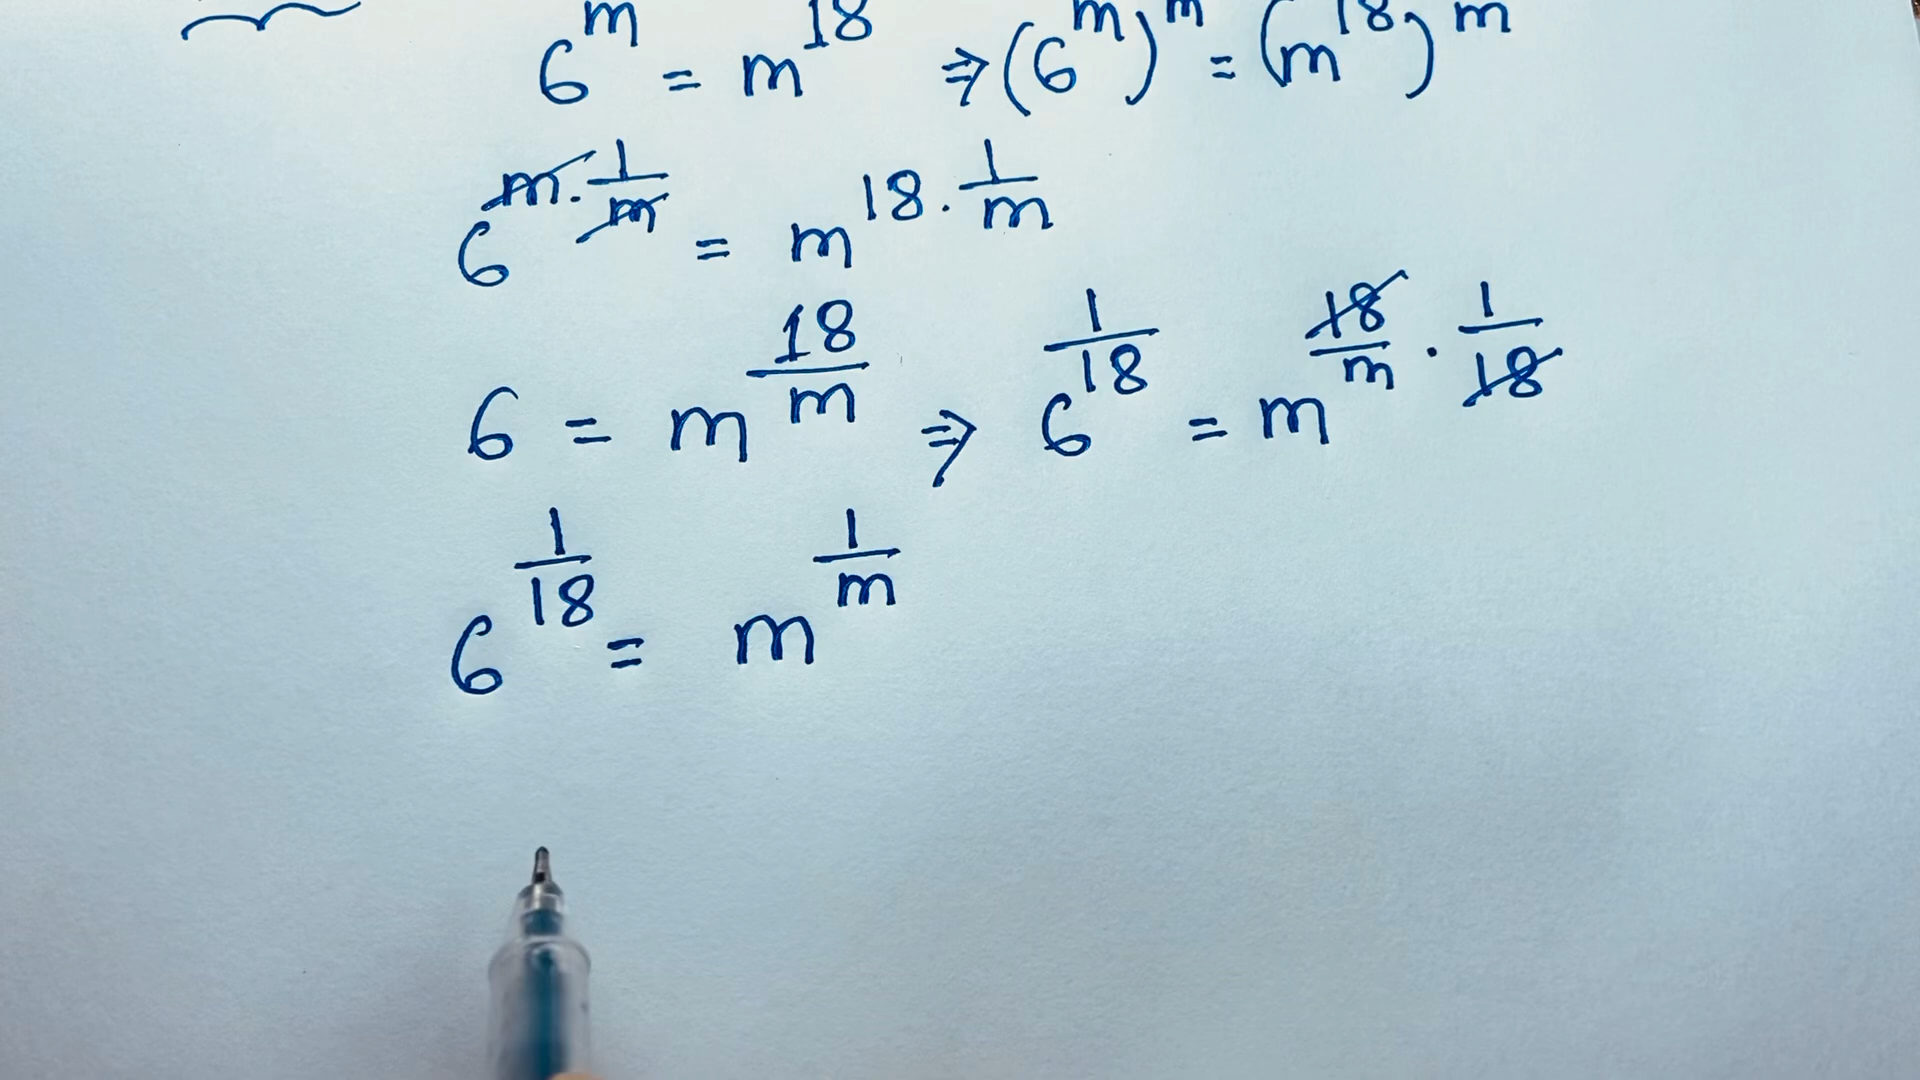 6^m = m^18 ⇒ (6^m)^m = (m^18)^m
6^(m·1/m) = m^(18·1/m)
6 = m^(18/m) ⇒ 6^(1/18) = m^(18/m · 1/18)
6^(1/18) = m^(1/m)